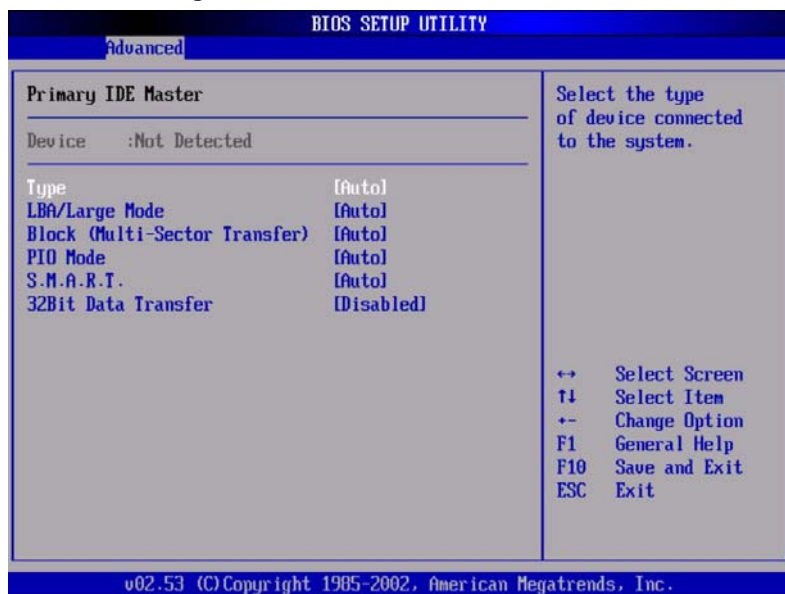 BIOS SETUP UTILITY
Advanced
Primary IDE Master
Device :Not Detected
Type [Auto]
LBA/Large Mode [Auto]
Block (Multi-Sector Transfer) [Auto]
PIO Mode [Auto]
S.M.A.R.T. [Auto]
32Bit Data Transfer [Disabled]
Select the type
of device connected
to the system.
↔ Select Screen
↑↓ Select Item
+- Change Option
F1 General Help
F10 Save and Exit
ESC Exit
v02.53 (C)Copyright 1985-2002, American Megatrends, Inc.